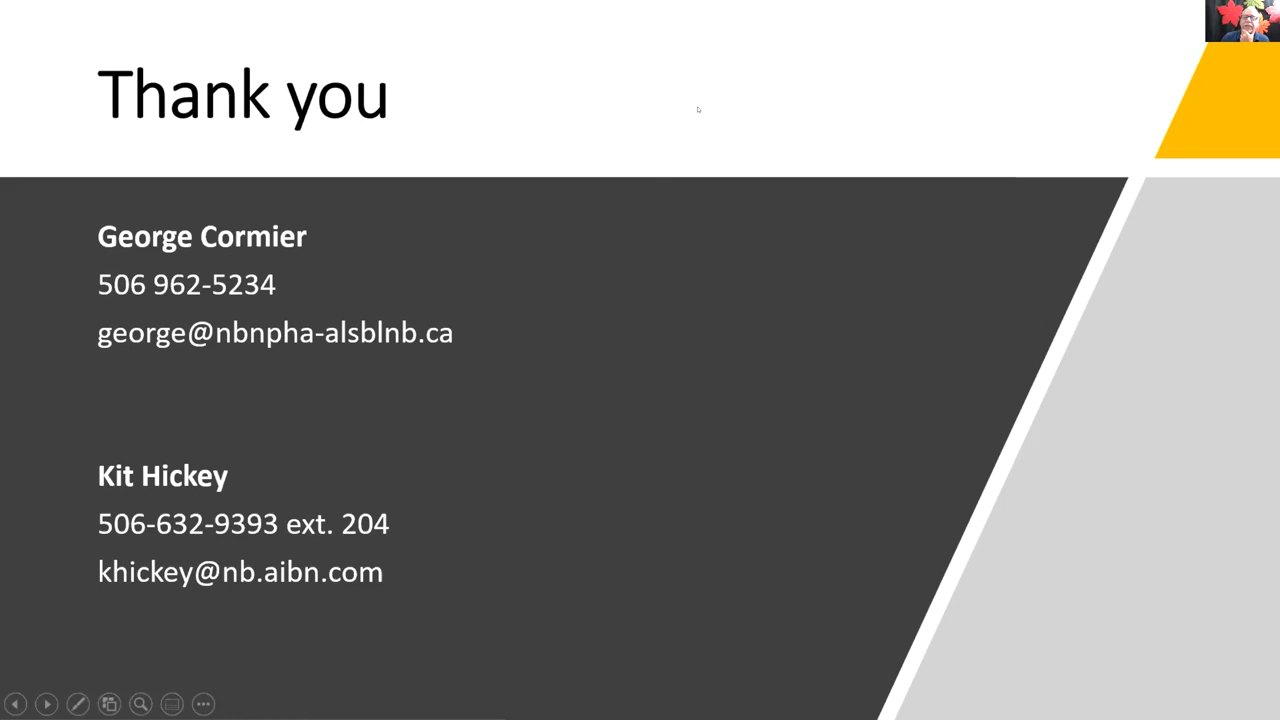 Thank you
George Cormier
506 962-5234
george@nbnpha-alsblnb.ca
Kit Hickey
506-632-9393 ext. 204
khickey@nb.aibn.com